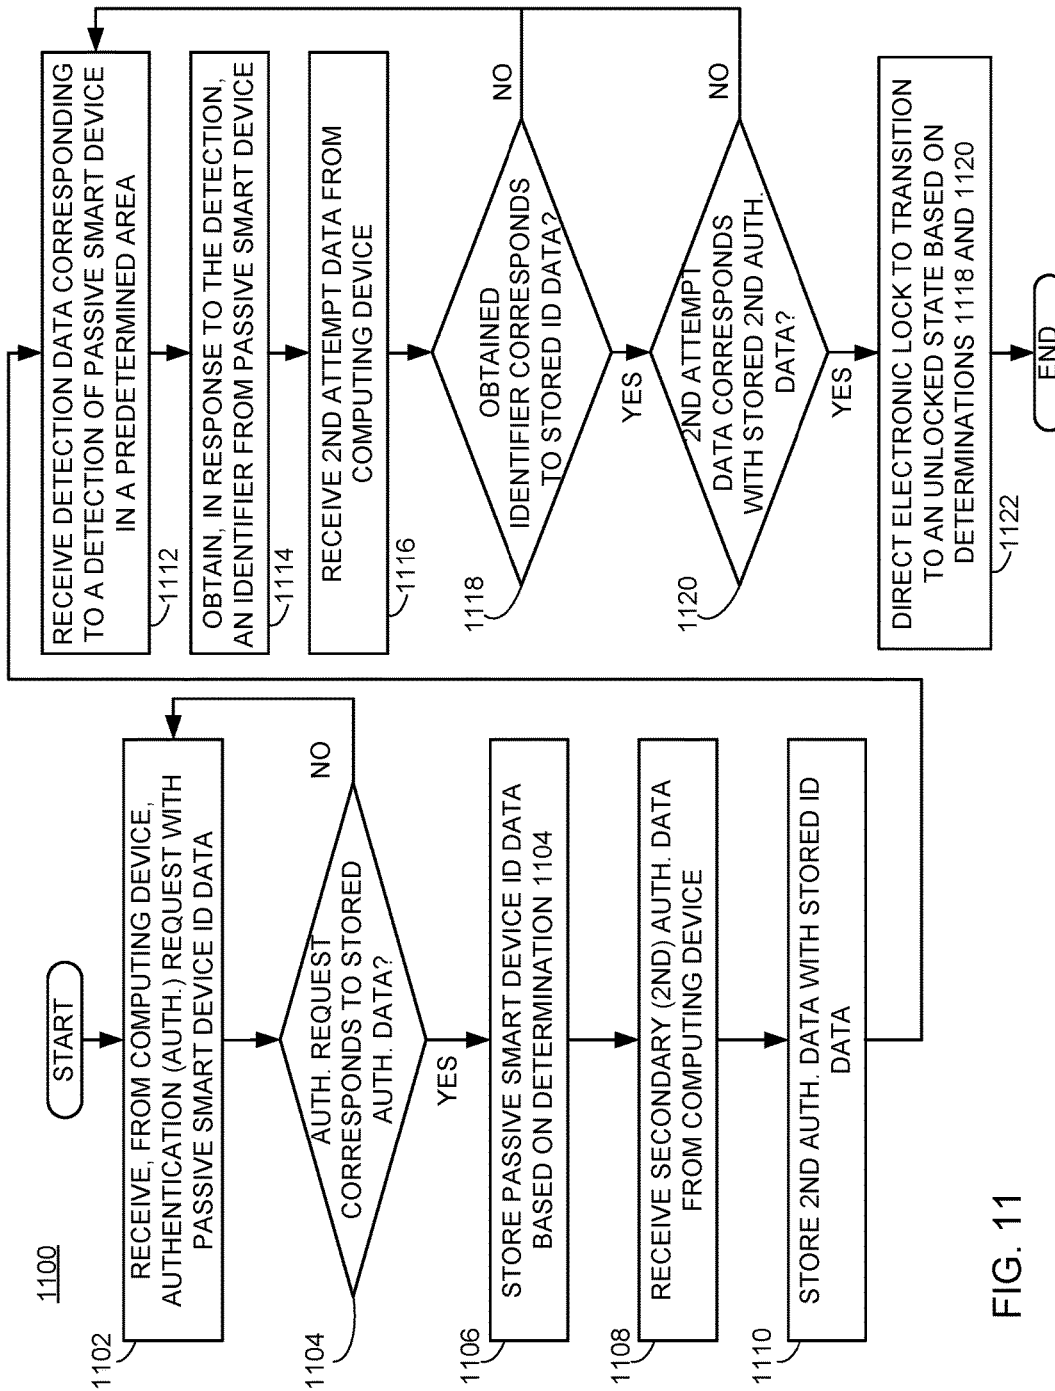 1100
START
RECEIVE, FROM COMPUTING DEVICE,
AUTHENTICATION (AUTH.) REQUEST WITH
PASSIVE SMART DEVICE ID DATA
1102
AUTH. REQUEST
CORRESPONDS TO STORED
AUTH. DATA?
1104
NO
YES
STORE PASSIVE SMART DEVICE ID DATA
BASED ON DETERMINATION 1104
1106
RECEIVE SECONDARY (2ND) AUTH. DATA
FROM COMPUTING DEVICE
1108
STORE 2ND AUTH. DATA WITH STORED ID
DATA
1110
RECEIVE DETECTION DATA CORRESPONDING
TO A DETECTION OF PASSIVE SMART DEVICE
IN A PREDETERMINED AREA
1112
OBTAIN, IN RESPONSE TO THE DETECTION,
AN IDENTIFIER FROM PASSIVE SMART DEVICE
1114
RECEIVE 2ND ATTEMPT DATA FROM
COMPUTING DEVICE
1116
OBTAINED
IDENTIFIER CORRESPONDS
TO STORED ID DATA?
1118
NO
YES
2ND ATTEMPT
DATA CORRESPONDS
WITH STORED 2ND AUTH.
DATA?
1120
NO
YES
DIRECT ELECTRONIC LOCK TO TRANSITION
TO AN UNLOCKED STATE BASED ON
DETERMINATIONS 1118 AND 1120
1122
END
FIG. 11